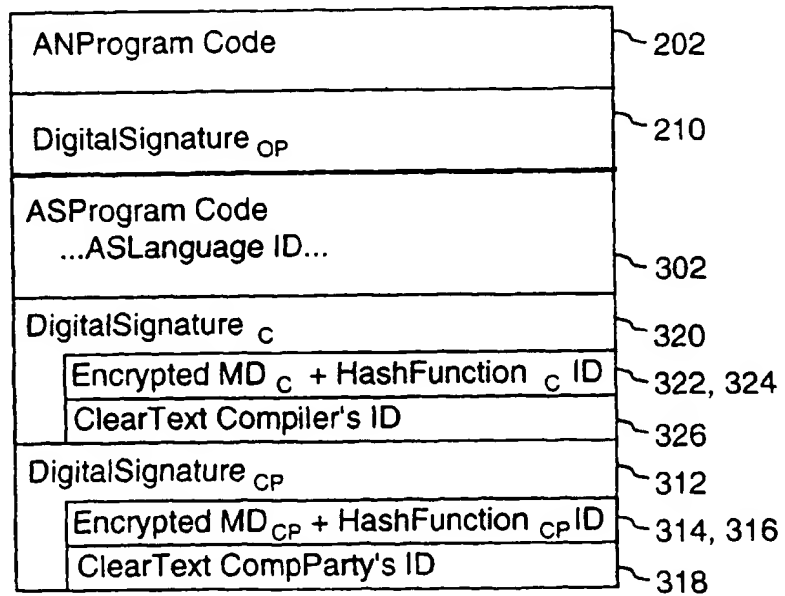 ANProgram Code 202
DigitalSignature OP 210
ASProgram Code
...ASLanguage ID... 302
DigitalSignature C 320
Encrypted MD C + HashFunction C ID 322, 324
ClearText Compiler's ID 326
DigitalSignature CP 312
Encrypted MD CP + HashFunction CP ID 314, 316
ClearText CompParty's ID 318